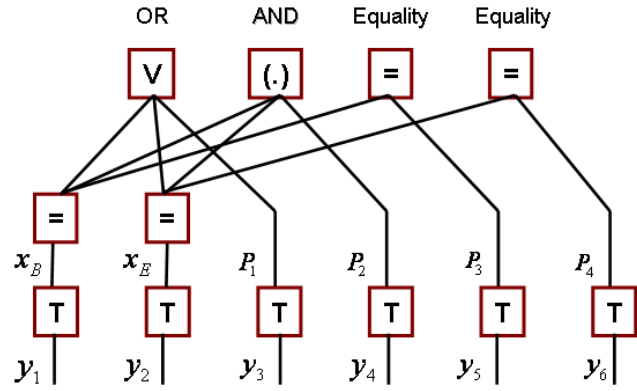 OR AND Equality Equality
V (.) = =
= =
x_B x_E P_1 P_2 P_3 P_4
T T T T T T
y_1 y_2 y_3 y_4 y_5 y_6